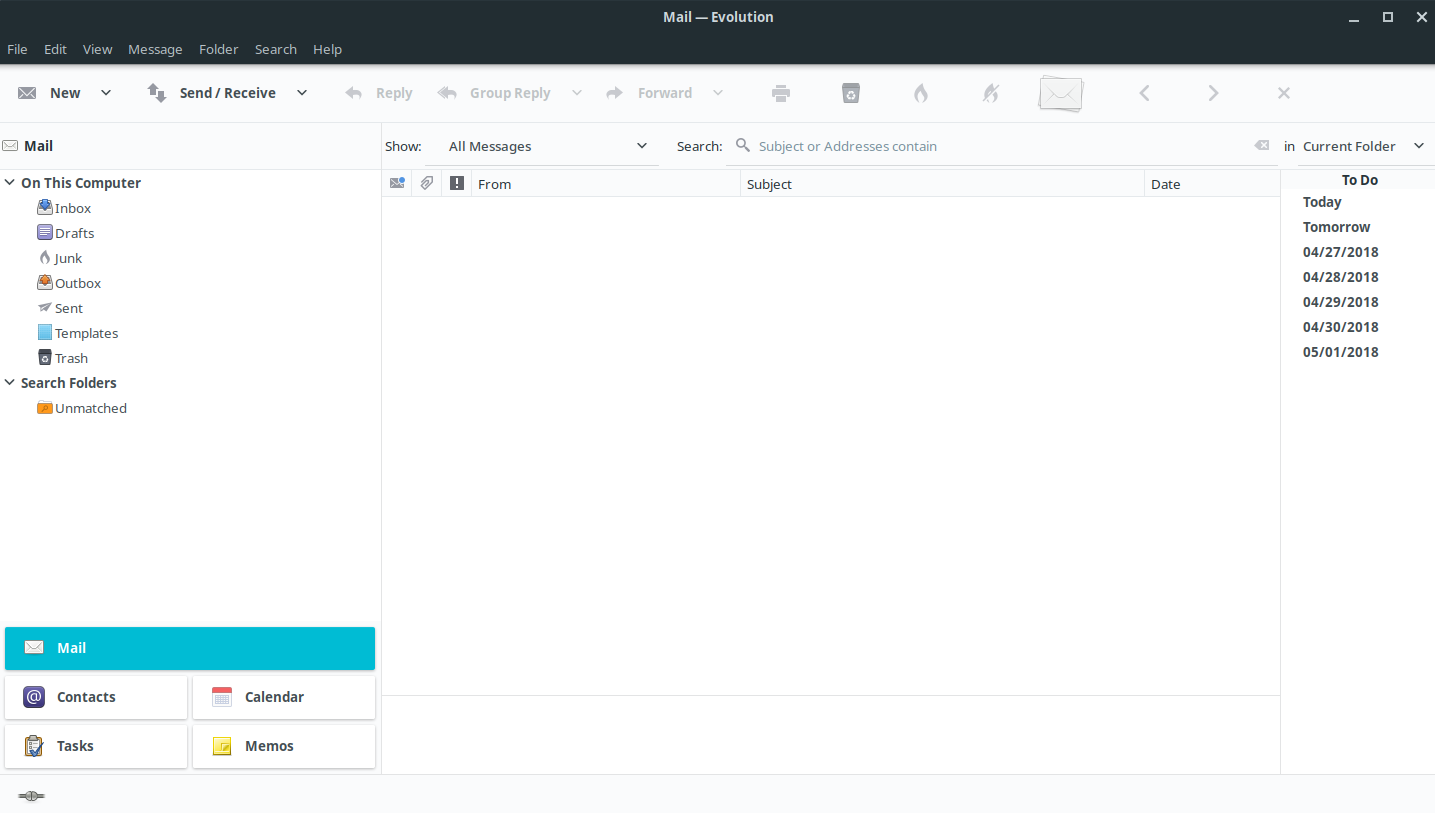 Mail — Evolution
File Edit View Message Folder Search Help
New Send / Receive Reply Group Reply Forward
Mail
Show: All Messages Search: Subject or Addresses contain in Current Folder
On This Computer
Inbox
Drafts
Junk
Outbox
Sent
Templates
Trash
Search Folders
Unmatched
From Subject Date
To Do
Today
Tomorrow
04/27/2018
04/28/2018
04/29/2018
04/30/2018
05/01/2018
Mail
Contacts Calendar
Tasks Memos